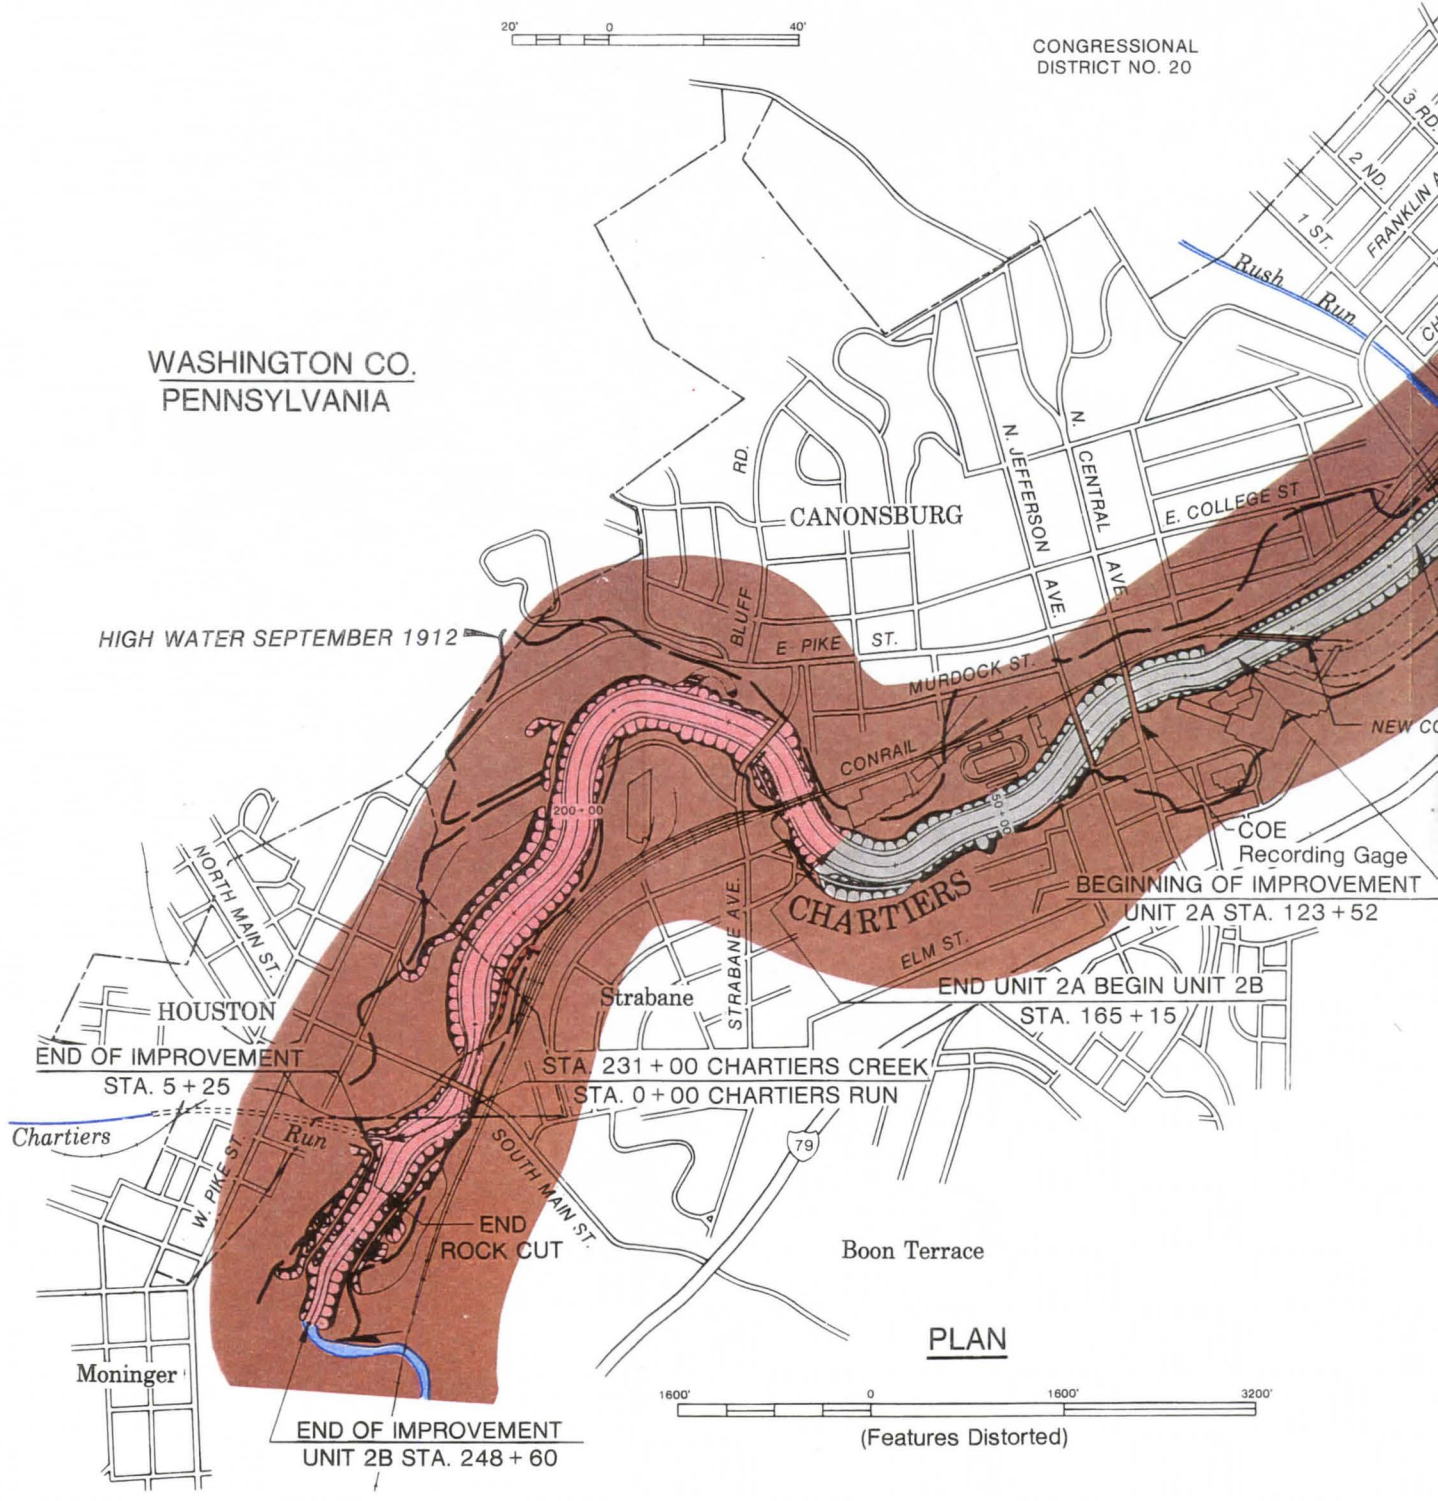 20' 0 40'
CONGRESSIONAL
DISTRICT NO. 20
3 RD.
2 ND.
1 ST.
FRANKLIN
Rush
Run
WASHINGTON CO.
PENNSYLVANIA
RD.
N. JEFFERSON
AVE.
N. CENTRAL
AVE
CANONSBURG
E. COLLEGE ST
HIGH WATER SEPTEMBER 1912
BLUFF
E PIKE ST.
MURDOCK ST.
CONRAIL
NEW
200+00
50+00
COE
Recording Gage
BEGINNING OF IMPROVEMENT
UNIT 2A STA. 123+52
CHARTIERS
NORTH MAIN ST.
STRABANE AVE.
ELM ST.
END UNIT 2A BEGIN UNIT 2B
STA. 165+15
Strabane
HOUSTON
END OF IMPROVEMENT
STA. 5+25
STA. 231+00 CHARTIERS CREEK
STA. 0+00 CHARTIERS RUN
Chartiers
Run
W. PIKE ST
SOUTH MAIN ST.
79
END
ROCK CUT
Boon Terrace
PLAN
Moninger
1600' 0 1600' 3200'
(Features Distorted)
END OF IMPROVEMENT
UNIT 2B STA. 248+60